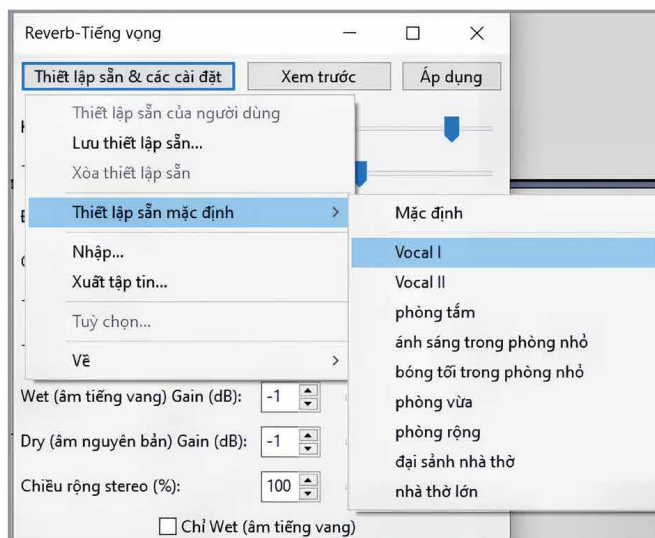 Reverb-Tiếng vọng
Thiết lập sẵn & các cài đặt
Xem trước
Áp dụng
Thiết lập sẵn của người dùng
Lưu thiết lập sẵn...
Xóa thiết lập sẵn
Thiết lập sẵn mặc định
Nhập...
Xuất tập tin...
Tuỳ chọn...
Về
Mặc định
Vocal I
Vocal II
phòng tắm
ánh sáng trong phòng nhỏ
bóng tối trong phòng nhỏ
phòng vừa
phòng rộng
đại sảnh nhà thờ
nhà thờ lớn
Wet (âm tiếng vang) Gain (dB): -1
Dry (âm nguyên bản) Gain (dB): -1
Chiều rộng stereo (%): 100
Chỉ Wet (âm tiếng vang)